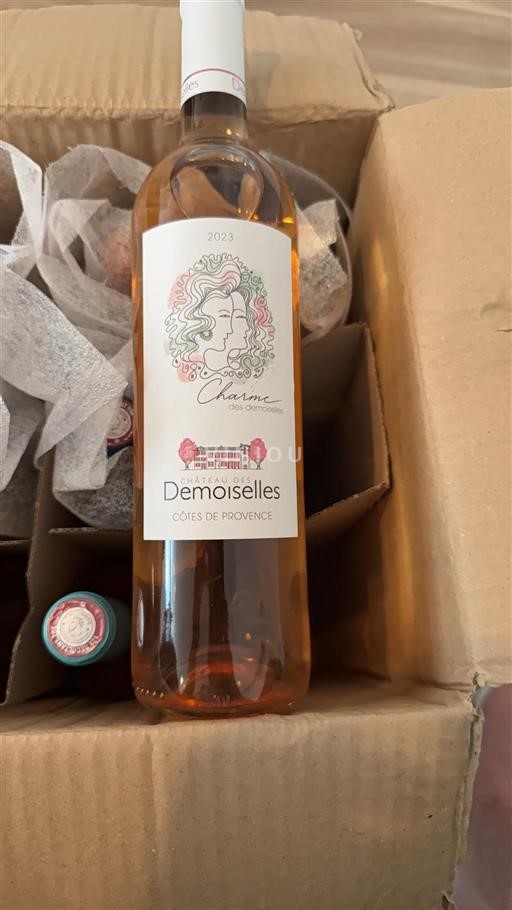 2023
Charme
des demoiselles
CHÂTEAU DES
Demoiselles
CÔTES DE PROVENCE